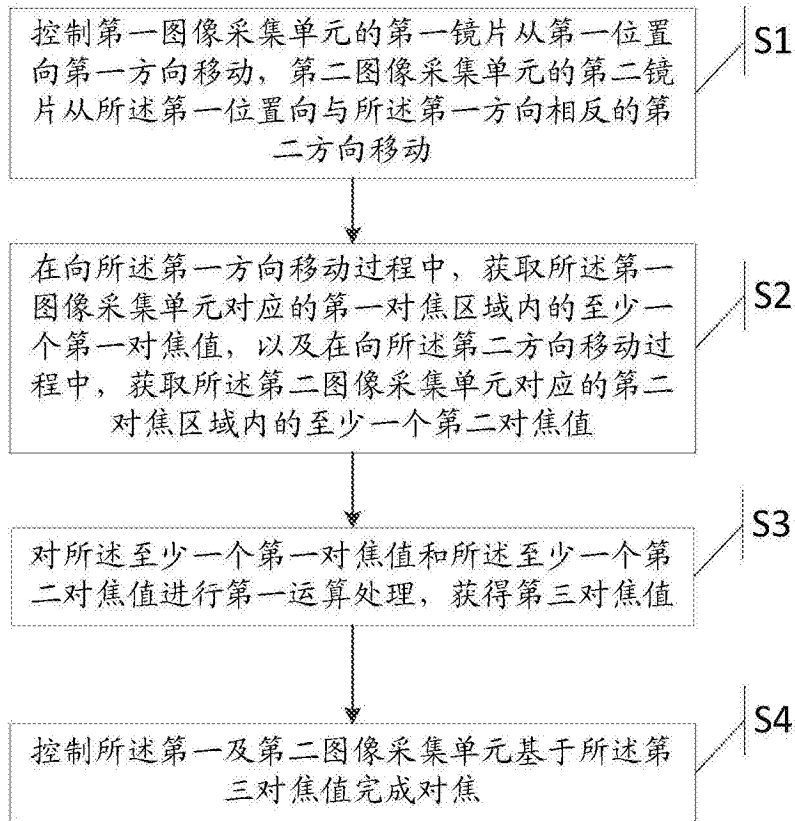 控制第一图像采集单元的第一镜片从第一位置
向第一方向移动，第二图像采集单元的第二镜
片从所述第一位置向与所述第一方向相反的第
二方向移动
S1
在向所述第一方向移动过程中，获取所述第一
图像采集单元对应的第一对焦区域内的至少一
个第一对焦值，以及在向所述第二方向移动过
程中，获取所述第二图像采集单元对应的第二
对焦区域内的至少一个第二对焦值
S2
对所述至少一个第一对焦值和所述至少一个第
二对焦值进行第一运算处理，获得第三对焦值
S3
控制所述第一及第二图像采集单元基于所述第
三对焦值完成对焦
S4